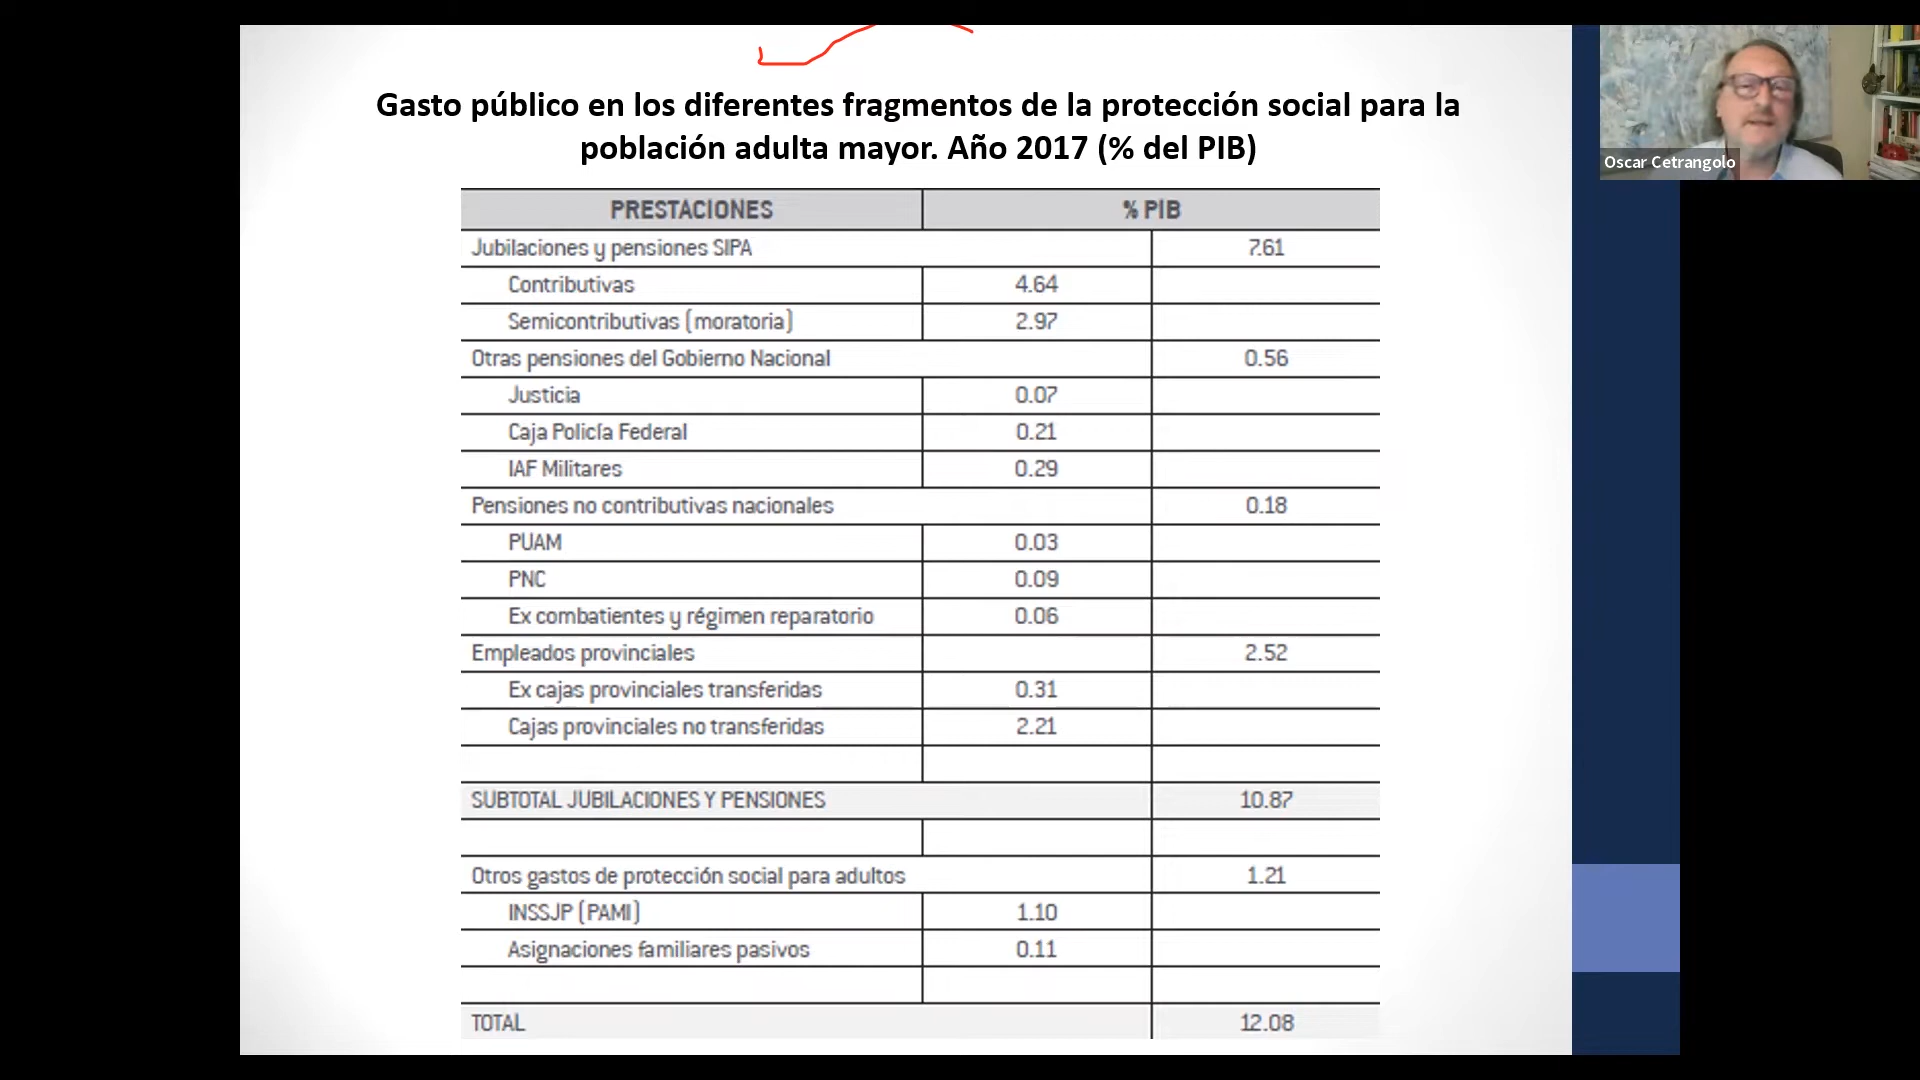 Gasto público en los diferentes fragmentos de la protección social para la
población adulta mayor. Año 2017 (% del PIB)
Oscar Cetrangolo
PRESTACIONES % PIB
Jubilaciones y pensiones SIPA 7.61
Contributivas 4.64
Semicontributivas (moratoria) 2.97
Otras pensiones del Gobierno Nacional 0.56
Justicia 0.07
Caja Policía Federal 0.21
IAF Militares 0.29
Pensiones no contributivas nacionales 0.18
PUAM 0.03
PNC 0.09
Ex combatientes y régimen reparatorio 0.06
Empleados provinciales 2.52
Ex cajas provinciales transferidas 0.31
Cajas provinciales no transferidas 2.21
SUBTOTAL JUBILACIONES Y PENSIONES 10.87
Otros gastos de protección social para adultos 1.21
INSSJP (PAMI) 1.10
Asignaciones familiares pasivos 0.11
TOTAL 12.08